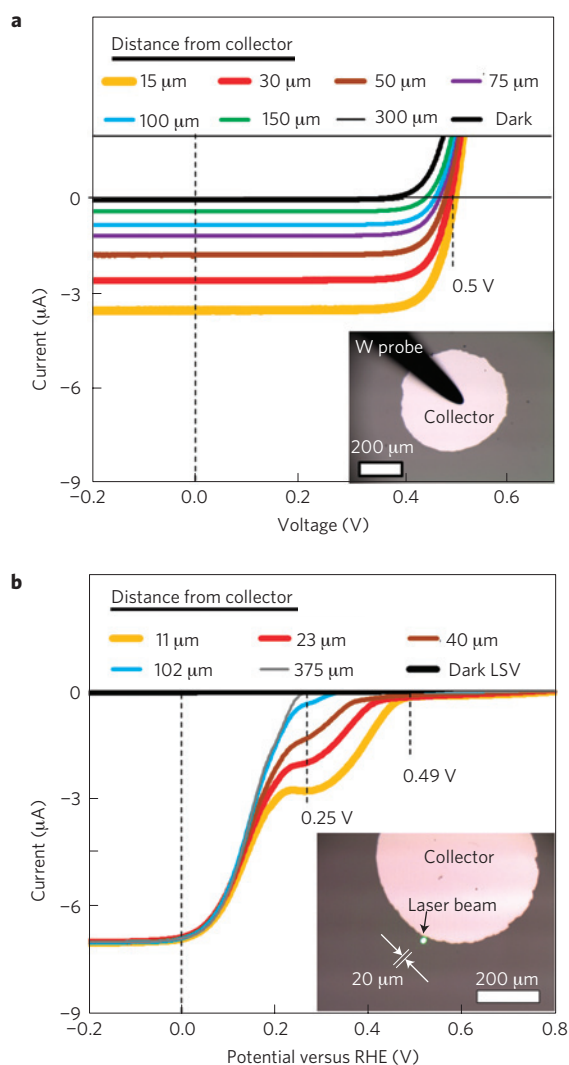 a
Distance from collector
15 μm 30 μm 50 μm 75 μm
100 μm 150 μm 300 μm Dark
0
−3
−6
−9
0.5 V
W probe
Collector
200 μm
−0.2 0.0 0.2 0.4 0.6
Current (μA)
Voltage (V)
b
Distance from collector
11 μm 23 μm 40 μm
102 μm 375 μm Dark LSV
0
−3
−6
−9
0.49 V
0.25 V
Collector
Laser beam
20 μm
200 μm
−0.2 0.0 0.2 0.4 0.6 0.8
Current (μA)
Potential versus RHE (V)